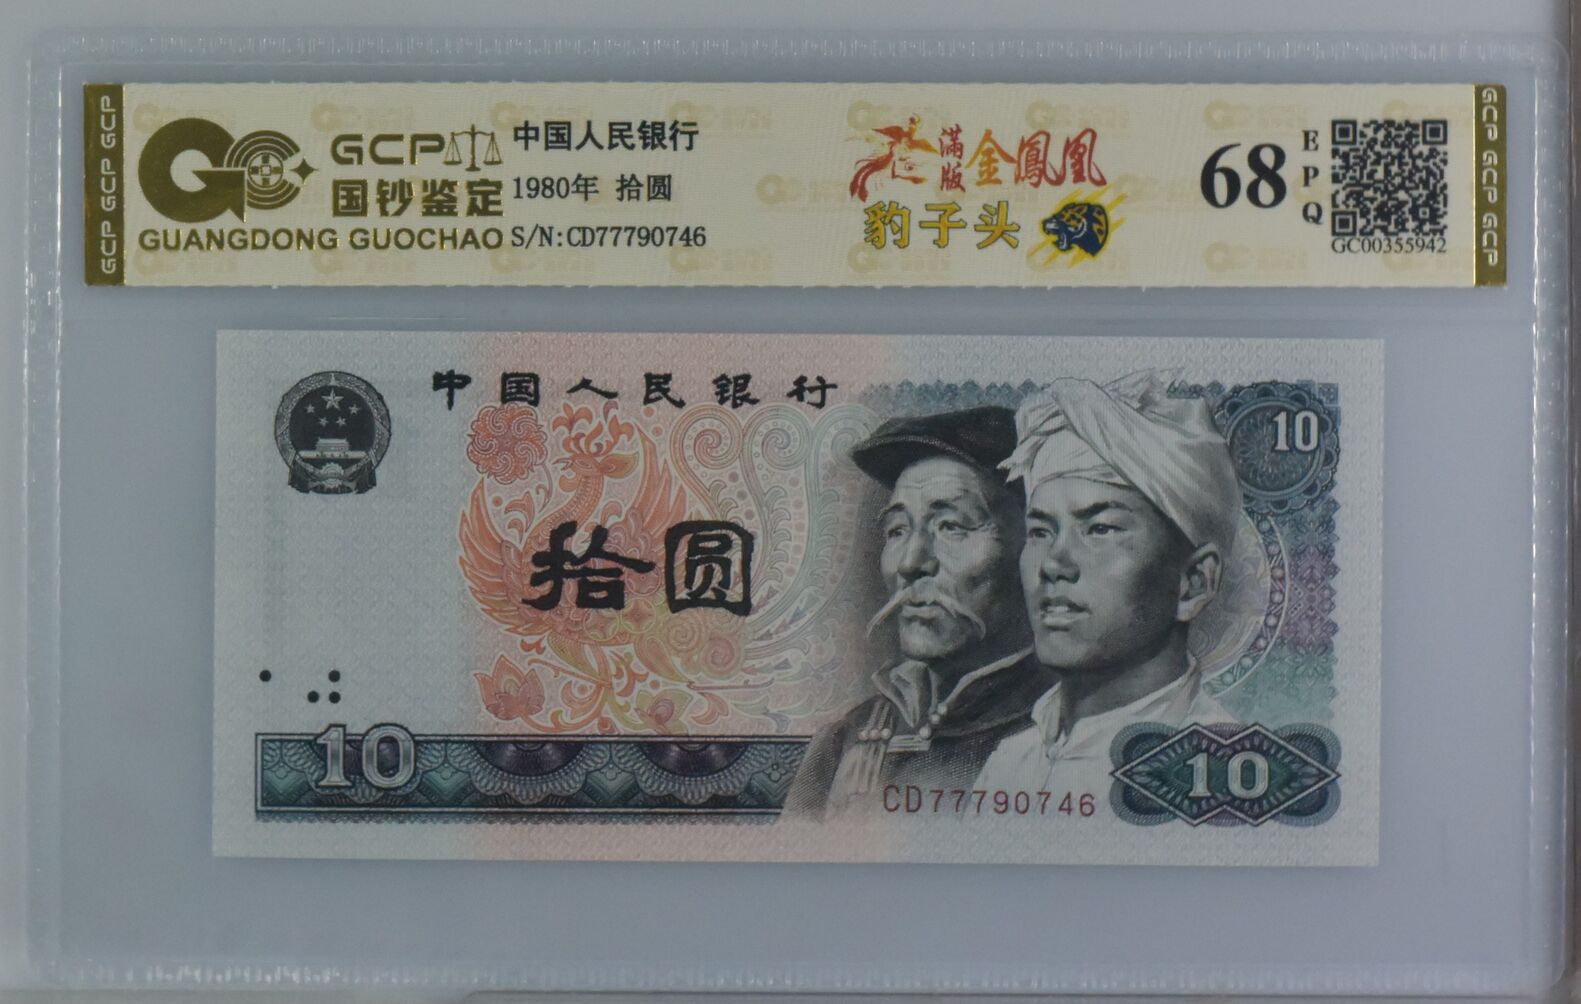 GCP GCP GCP
GCP
国钞鉴定
GUANGDONG GUOCHAO
中国人民银行
1980年 拾圆
S/N:CD77790746
滿版 金鳳凰
豹子头
68
EPQ
GC00355942
GCP GCP GCP
中国人民银行
10
拾圆
10
CD77790746
10